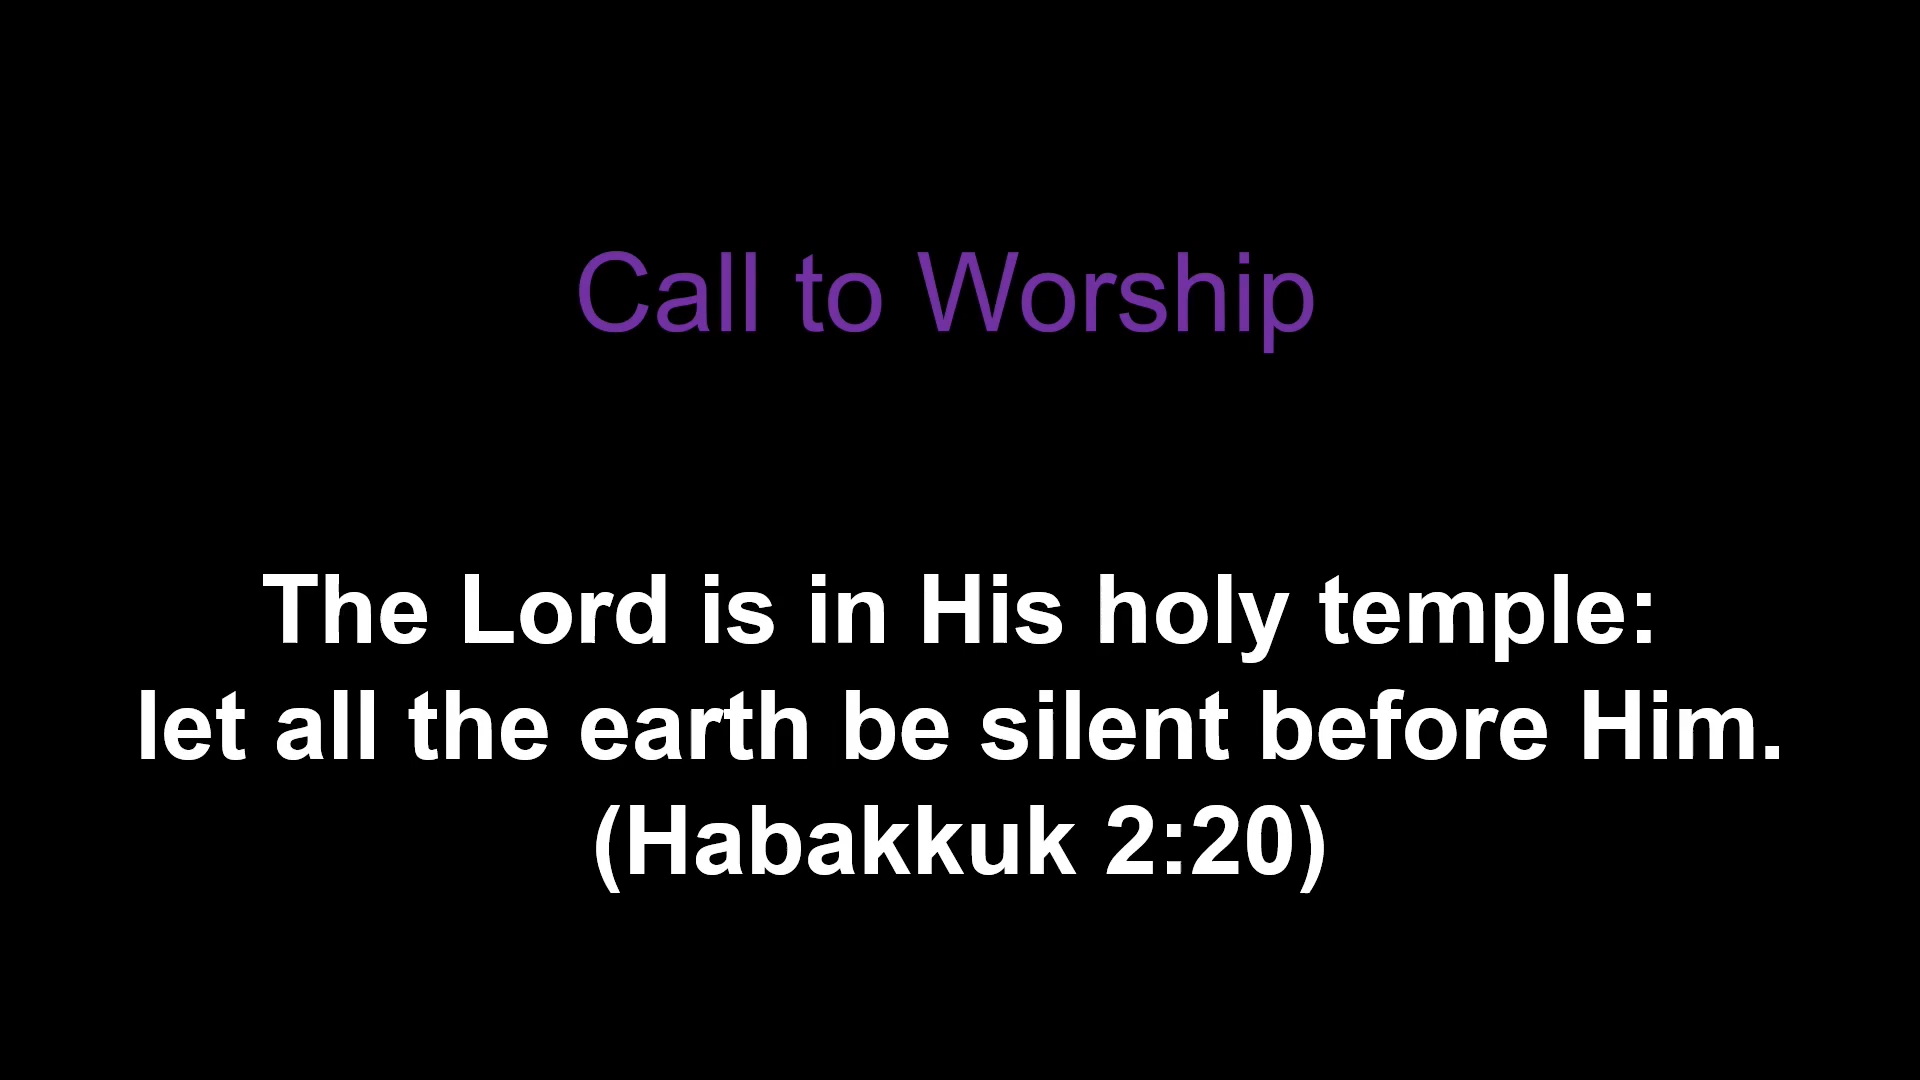 Call to Worship
The Lord is in His holy temple:
let all the earth be silent before Him.
(Habakkuk 2:20)